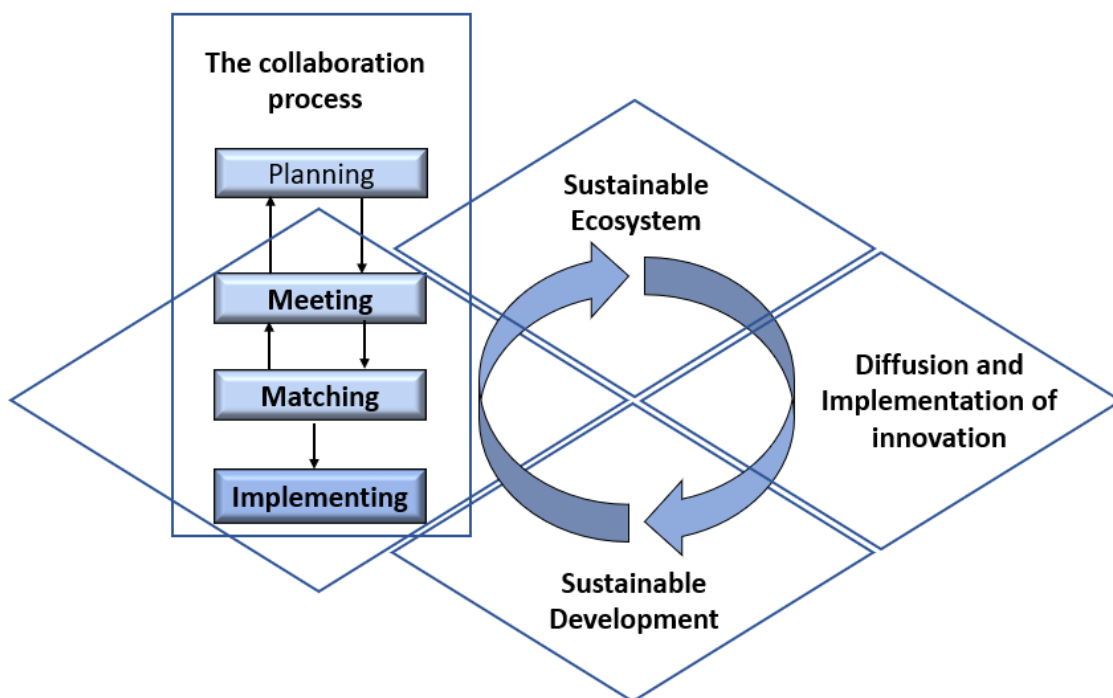 The collaboration
process
Planning
Meeting
Matching
Implementing
Sustainable
Ecosystem
Diffusion and
Implementation of
innovation
Sustainable
Development